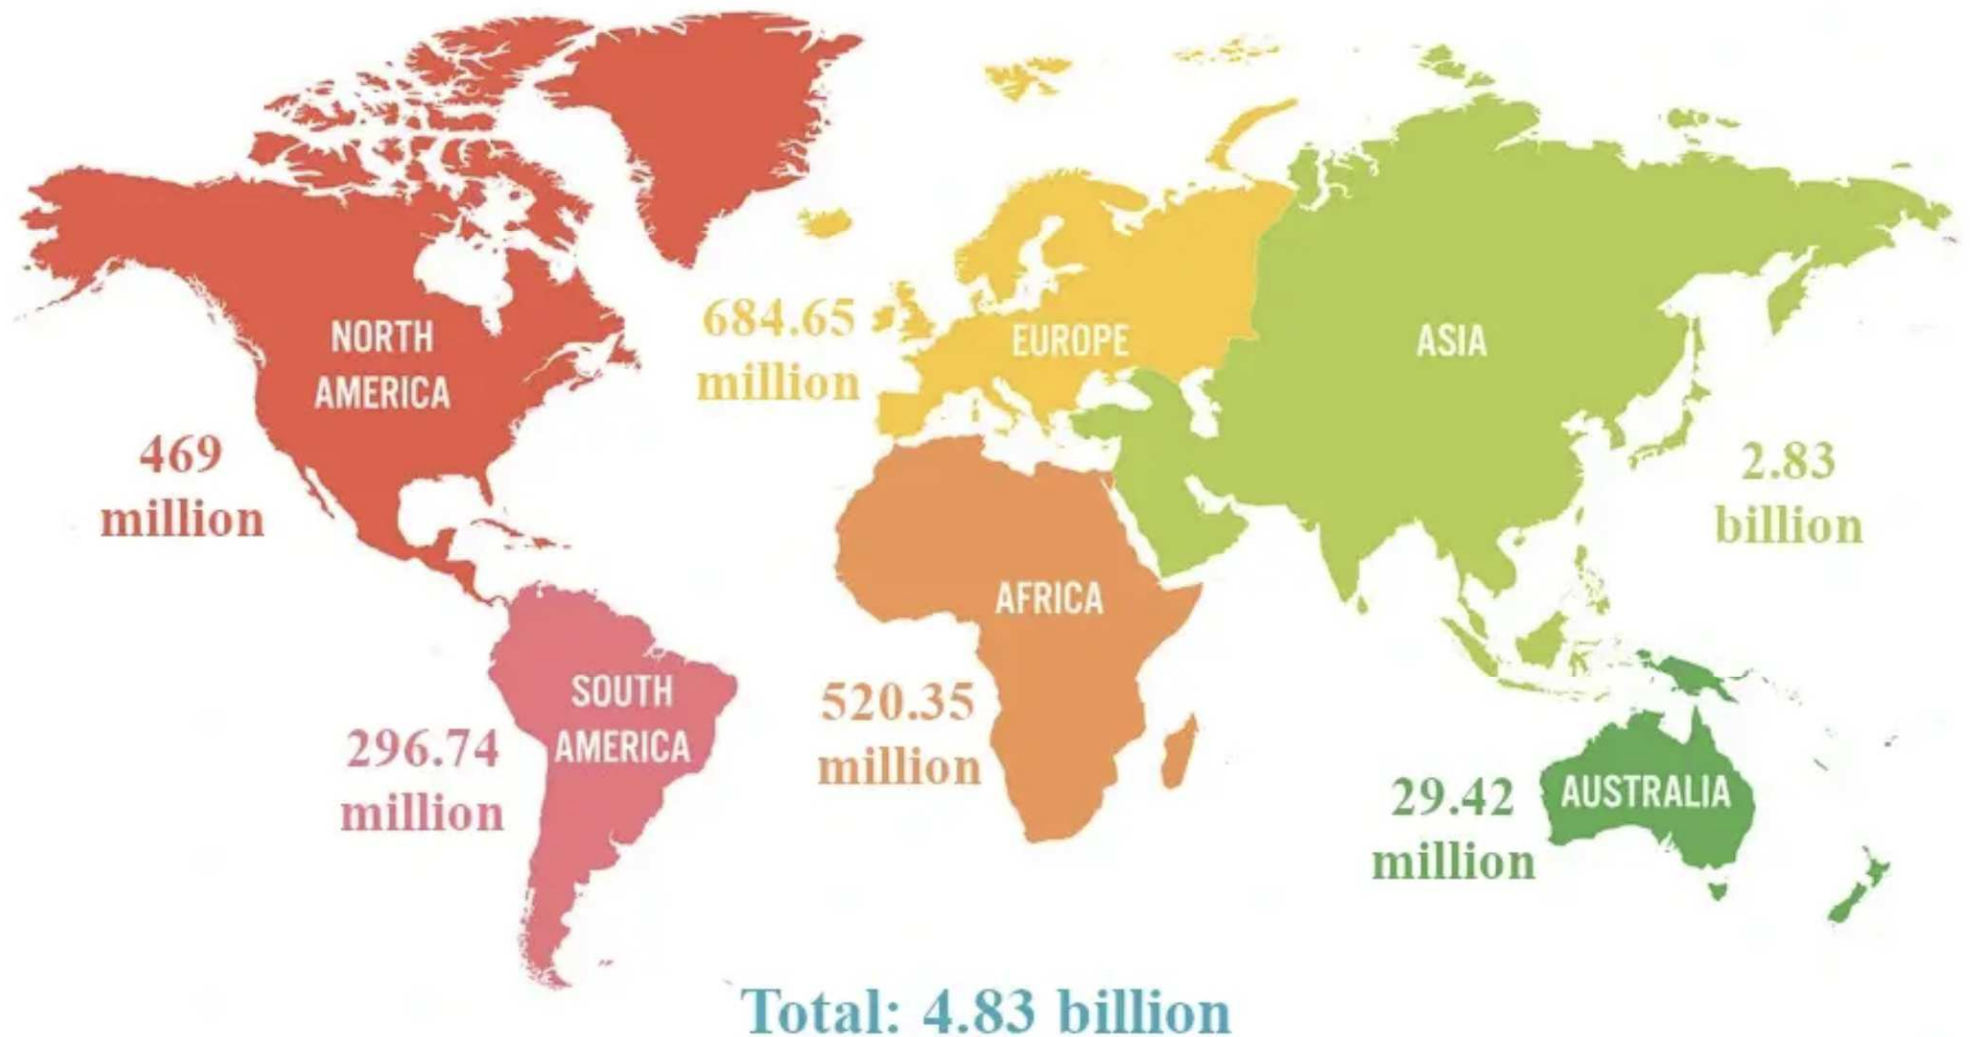 NORTH
AMERICA
469
million
684.65
million
EUROPE
ASIA
2.83
billion
AFRICA
520.35
million
SOUTH
AMERICA
296.74
million
29.42
million
AUSTRALIA
Total: 4.83 billion